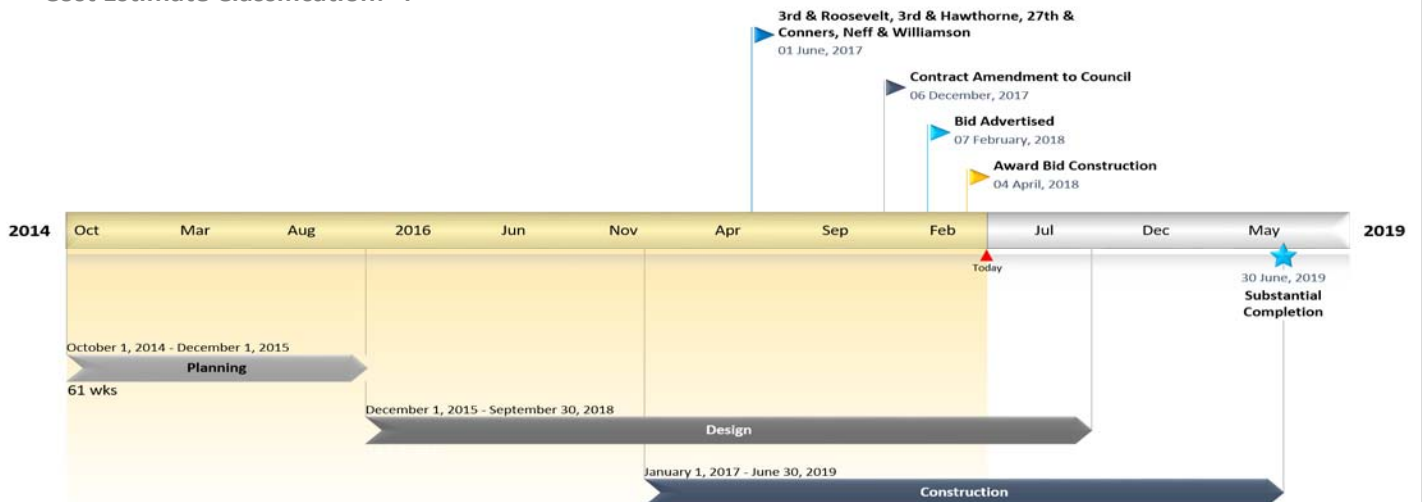 3rd & Roosevelt, 3rd & Hawthorne, 27th &
Conners, Neff & Williamson
01 June, 2017
Contract Amendment to Council
06 December, 2017
Bid Advertised
07 February, 2018
Award Bid Construction
04 April, 2018
2014 Oct Mar Aug 2016 Jun Nov Apr Sep Feb Jul Dec May 2019
Today
30 June, 2019
Substantial
Completion
October 1, 2014 - December 1, 2015
Planning
61 wks
December 1, 2015 - September 30, 2018
Design
January 1, 2017 - June 30, 2019
Construction